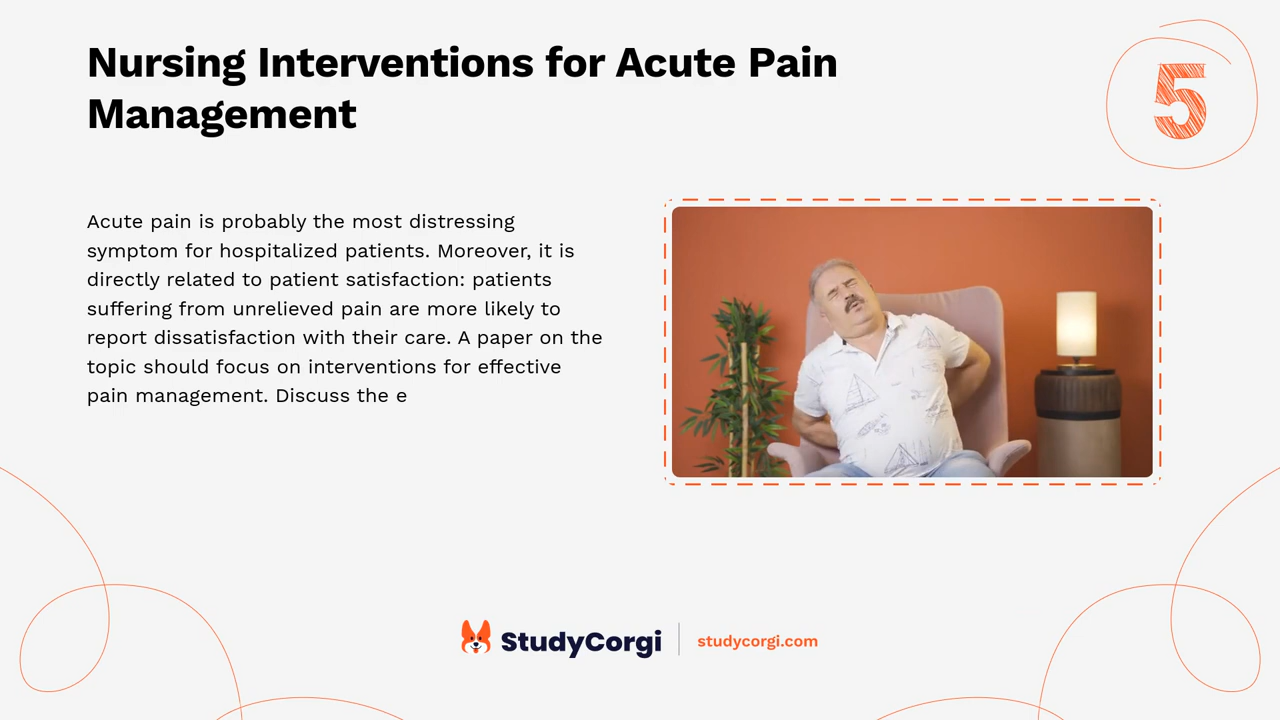 Nursing Interventions for Acute Pain
Management
5
Acute pain is probably the most distressing
symptom for hospitalized patients. Moreover, it is
directly related to patient satisfaction: patients
suffering from unrelieved pain are more likely to
report dissatisfaction with their care. A paper on the
topic should focus on interventions for effective
pain management. Discuss the e
StudyCorgi
studycorgi.com